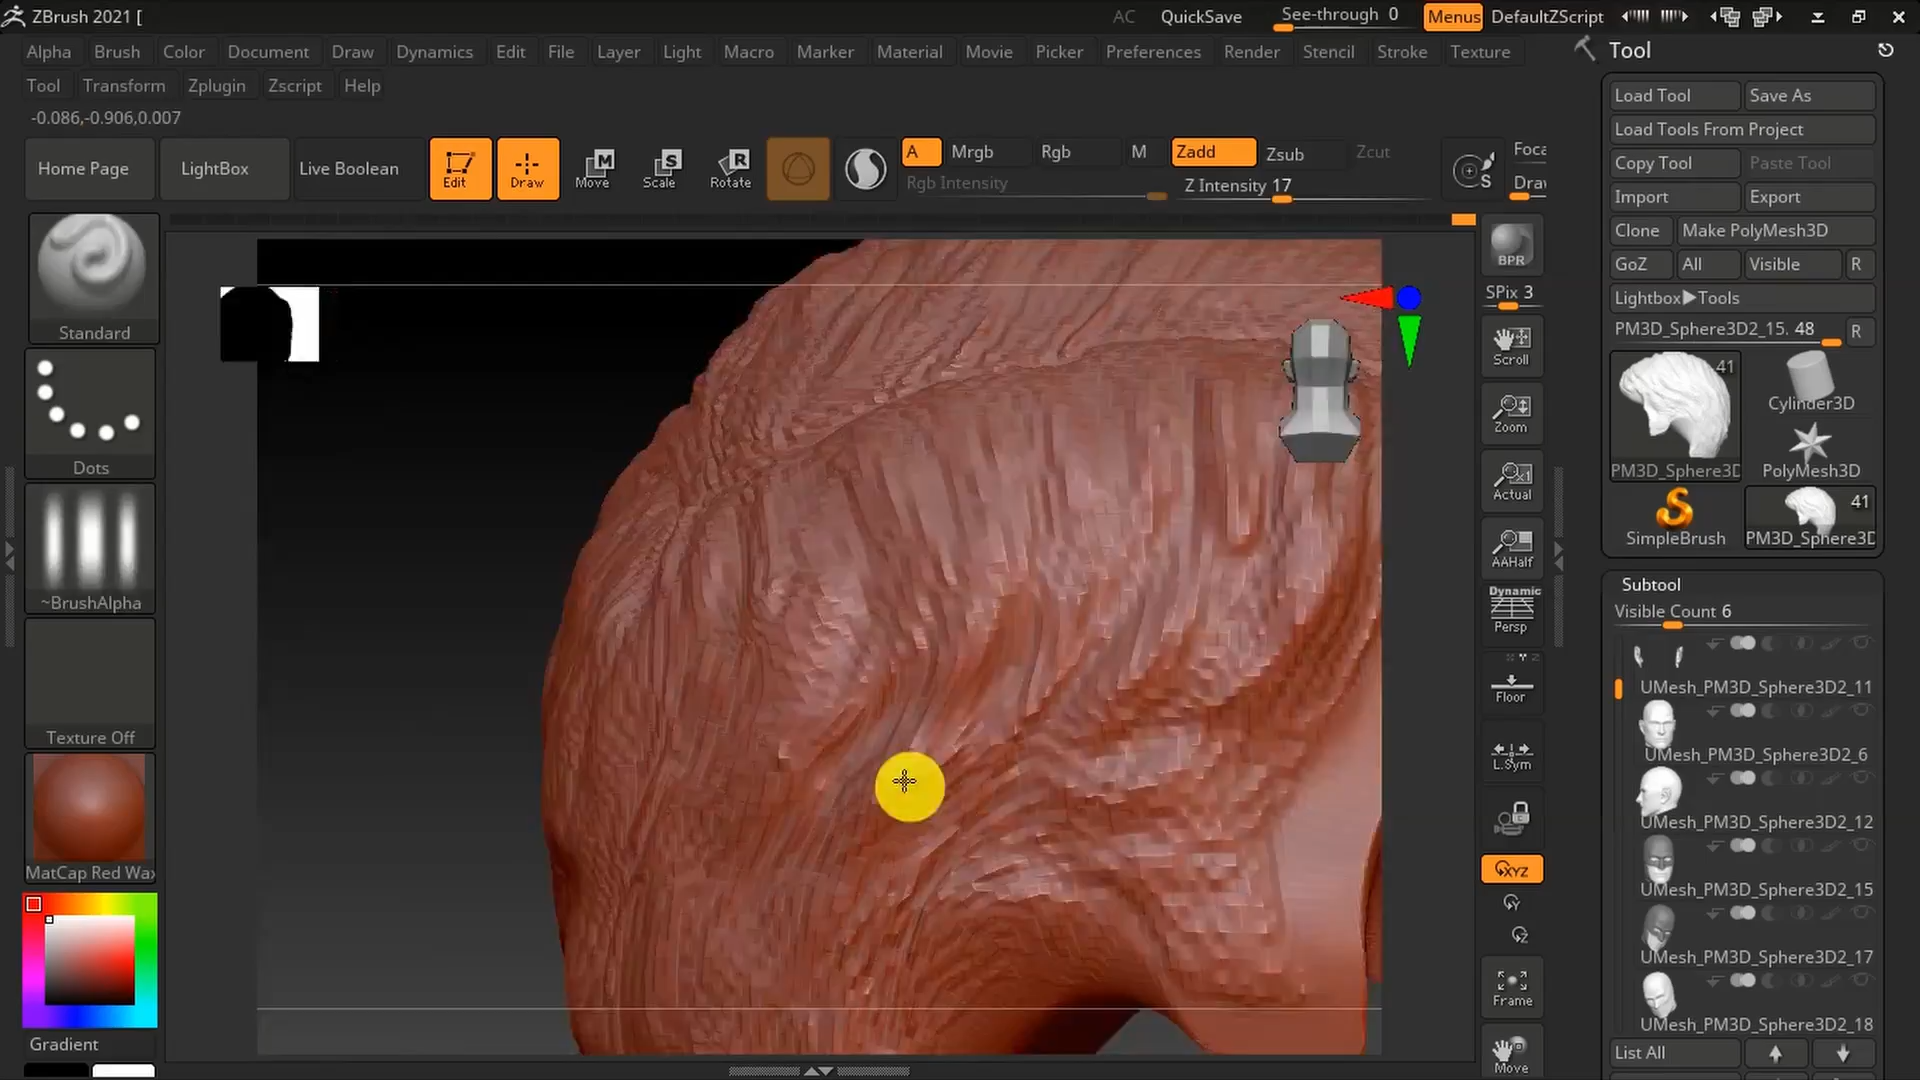 ZBrush 2021 [
AC
QuickSave
See-through 0
Menus
DefaultZScript
Alpha
Brush
Color
Document
Draw
Dynamics
Edit
File
Layer
Light
Macro
Marker
Material
Movie
Picker
Preferences
Render
Stencil
Stroke
Texture
Tool
Transform
Zplugin
Zscript
Help
-0.086,-0.906,0.007
Home Page
LightBox
Live Boolean
Edit
Draw
M
Move
S
Scale
R
Rotate
A
Mrgb
Rgb
M
Zadd
Zsub
Zcut
Rgb Intensity
Z Intensity 17
S
Foca
Draw
Standard
Dots
~BrushAlpha
Texture Off
MatCap Red Wax
Gradient
BPR
SPix 3
Scroll
Zoom
Actual
AAHalf
Dynamic
Persp
Floor
L.Sym
XYZ
Y
Z
Frame
Move
Tool
Load Tool
Save As
Load Tools From Project
Copy Tool
Paste Tool
Import
Export
Clone
Make PolyMesh3D
GoZ
All
Visible
R
Lightbox▶Tools
PM3D_Sphere3D2_15. 48
R
41
PM3D_Sphere3D
Cylinder3D
PolyMesh3D
SimpleBrush
41
PM3D_Sphere3D
Subtool
Visible Count 6
UMesh_PM3D_Sphere3D2_11
UMesh_PM3D_Sphere3D2_6
UMesh_PM3D_Sphere3D2_12
UMesh_PM3D_Sphere3D2_15
UMesh_PM3D_Sphere3D2_17
UMesh_PM3D_Sphere3D2_18
List All